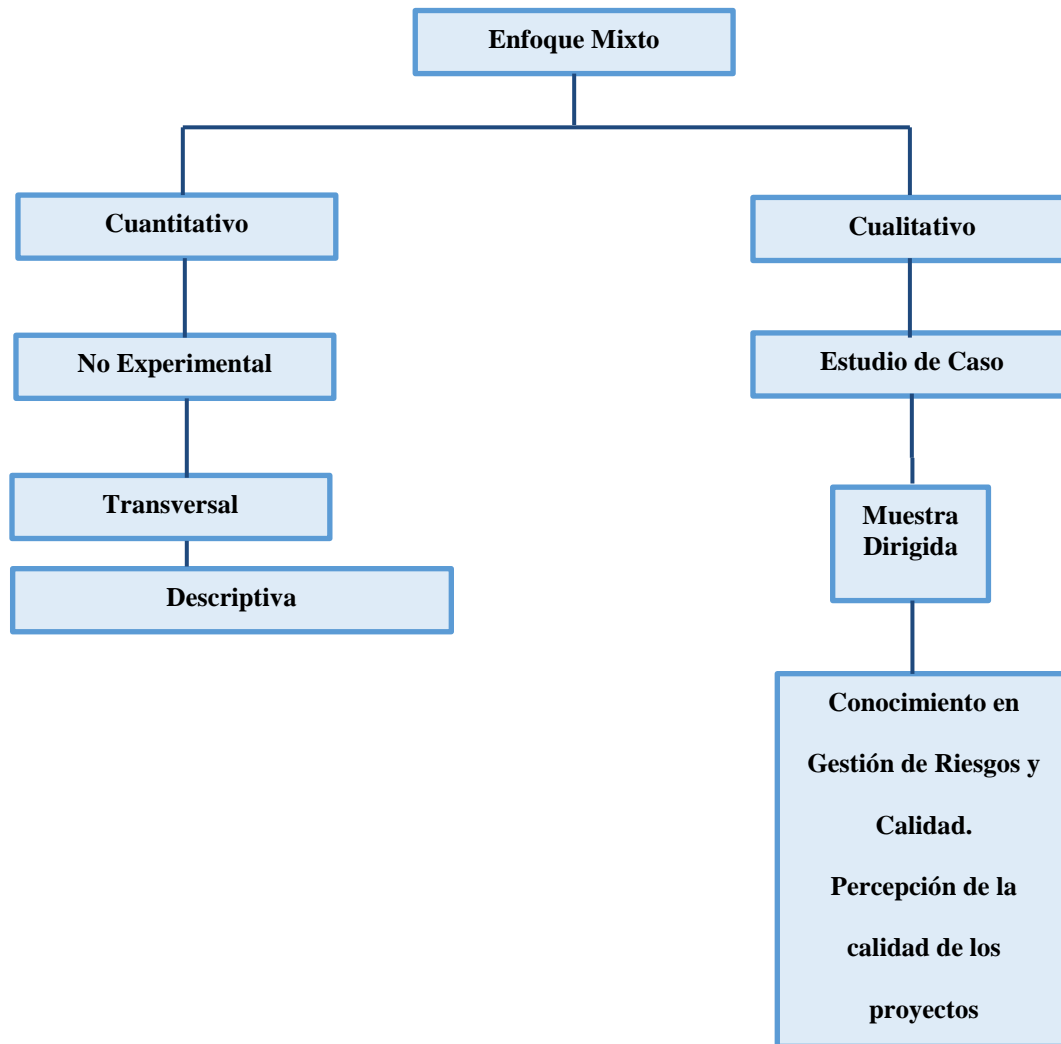 Enfoque Mixto
Cuantitativo
Cualitativo
No Experimental
Estudio de Caso
Transversal
Muestra
Dirigida
Descriptiva
Conocimiento en
Gestión de Riesgos y
Calidad.
Percepción de la
calidad de los
proyectos